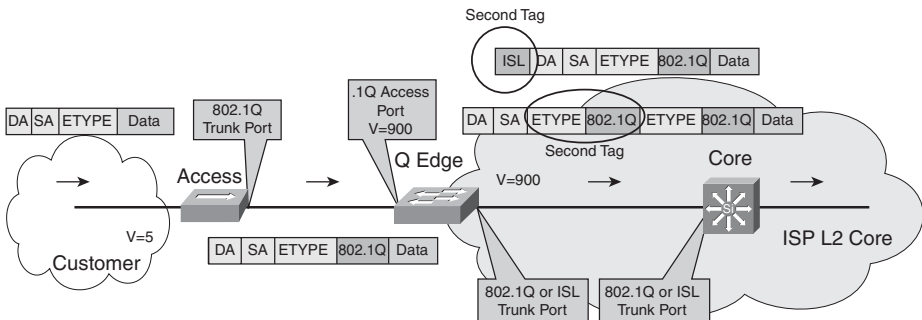 Second Tag
ISL DA SA ETYPE 802.1Q Data
DA SA ETYPE Data
802.1Q
Trunk Port
.1Q Access
Port
V=900
DA SA ETYPE 802.1Q ETYPE 802.1Q Data
Second Tag
Access
Q Edge
V=900
Core
Si
V=5
Customer
ISP L2 Core
DA SA ETYPE 802.1Q Data
802.1Q or ISL
Trunk Port
802.1Q or ISL
Trunk Port